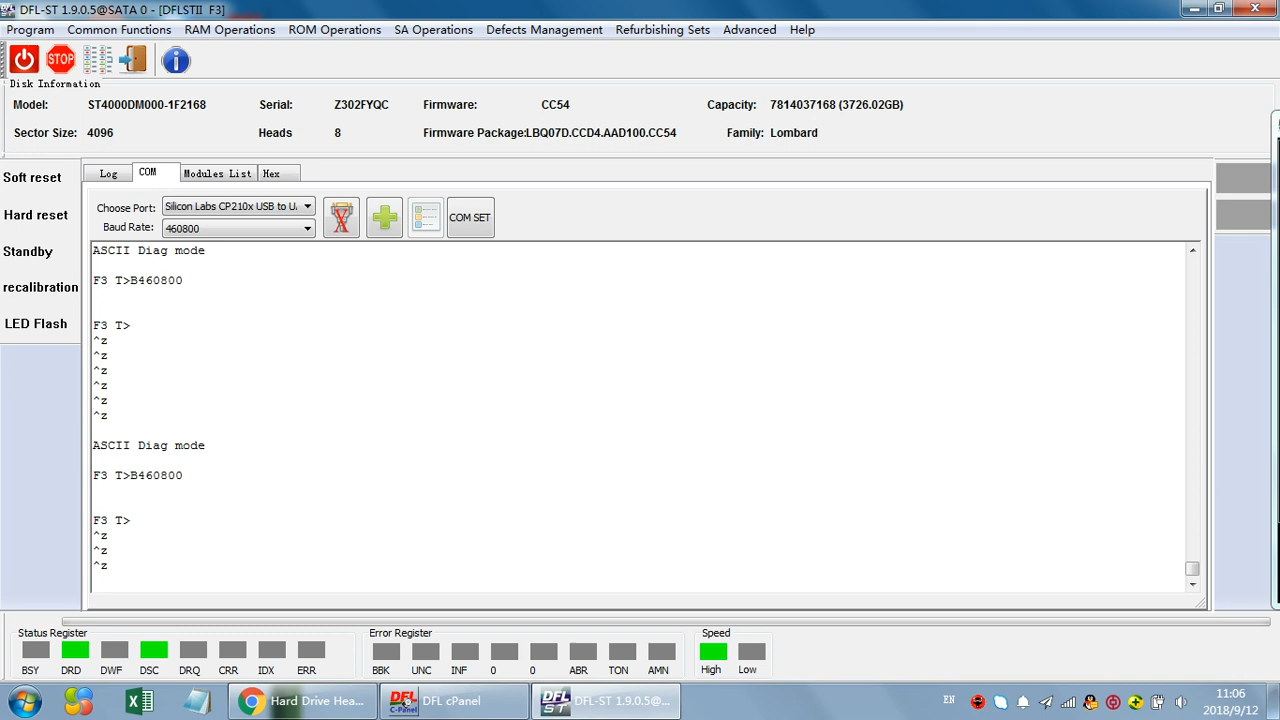 DFL-ST 1.9.0.5@SATA 0 - [DFLSTII F3]
Program Common Functions RAM Operations ROM Operations SA Operations Defects Management Refurbishing Sets Advanced Help
STOP
Disk Information
Model: ST4000DM000-1F2168 Serial: Z302FYQC Firmware: CC54 Capacity: 7814037168 (3726.02GB)
Sector Size: 4096 Heads 8 Firmware Package:LBQ07D.CCD4.AAD100.CC54 Family: Lombard
Soft reset
Hard reset
Standby
recalibration
LED Flash
Log COM Modules List Hex
Choose Port: Silicon Labs CP210x USB to U
Baud Rate: 460800
COM SET
ASCII Diag mode
F3 T>B460800
F3 T>
^z
^z
^z
^z
^z
^z
ASCII Diag mode
F3 T>B460800
F3 T>
^z
^z
^z
Status Register
BSY DRD DWF DSC DRQ CRR IDX ERR
Error Register
BBK UNC INF 0 0 ABR TON AMN
Speed
High Low
Hard Drive Hea...
DFL C-Panel
DFL cPanel
DFL ST
DFL-ST 1.9.0.5@...
EN
11:06
2018/9/12